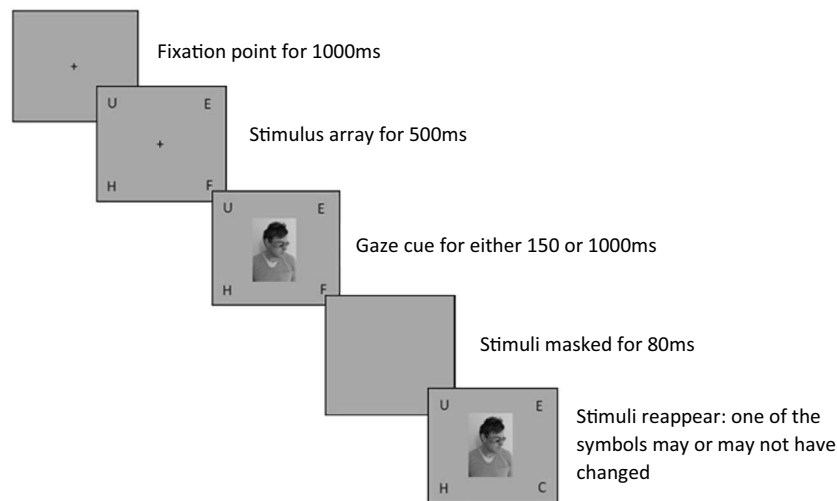 +
Fixation point for 1000ms
U E
+
Stimulus array for 500ms
H F
U E
Gaze cue for either 150 or 1000ms
H F
Stimuli masked for 80ms
U E
Stimuli reappear: one of the
symbols may or may not have
changed
H C